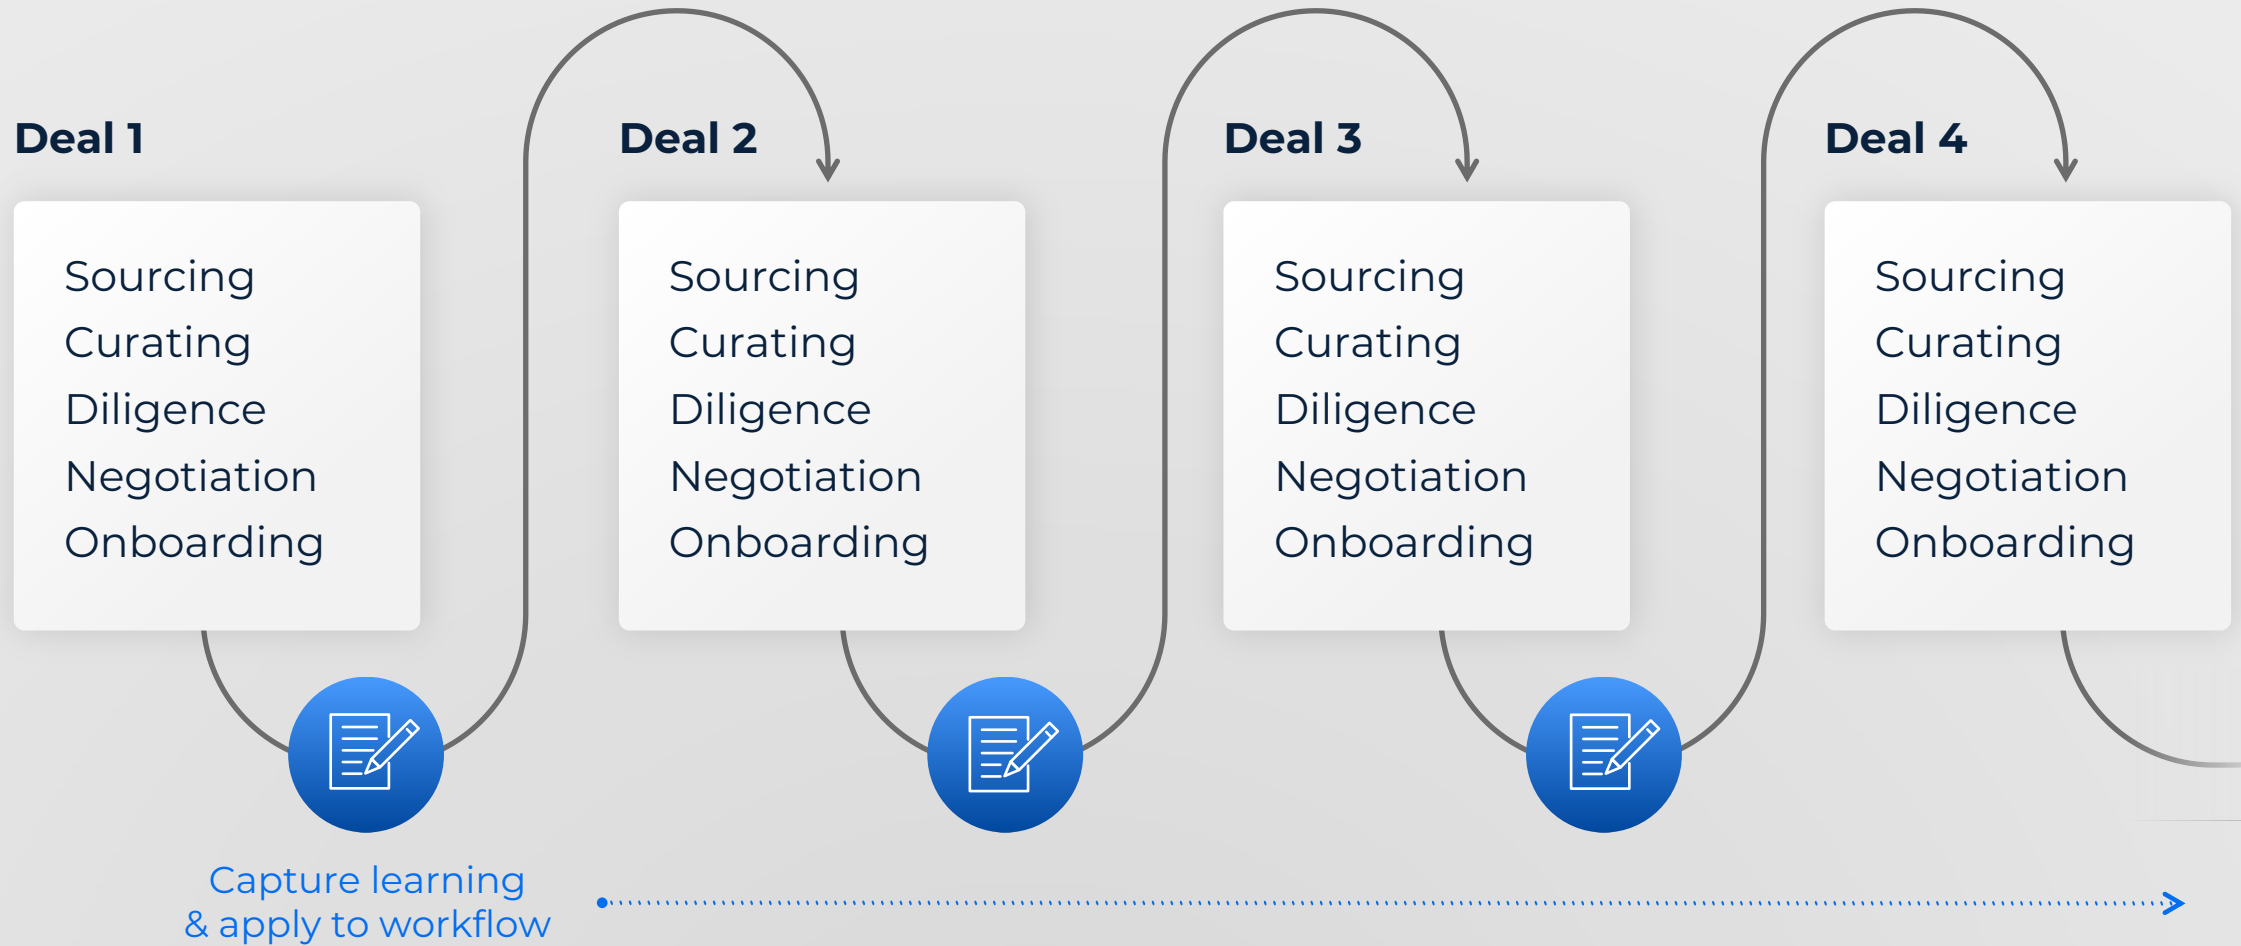 Deal 1
Sourcing
Curating
Diligence
Negotiation
Onboarding
Deal 2
Sourcing
Curating
Diligence
Negotiation
Onboarding
Deal 3
Sourcing
Curating
Diligence
Negotiation
Onboarding
Deal 4
Sourcing
Curating
Diligence
Negotiation
Onboarding
Capture learning
& apply to workflow